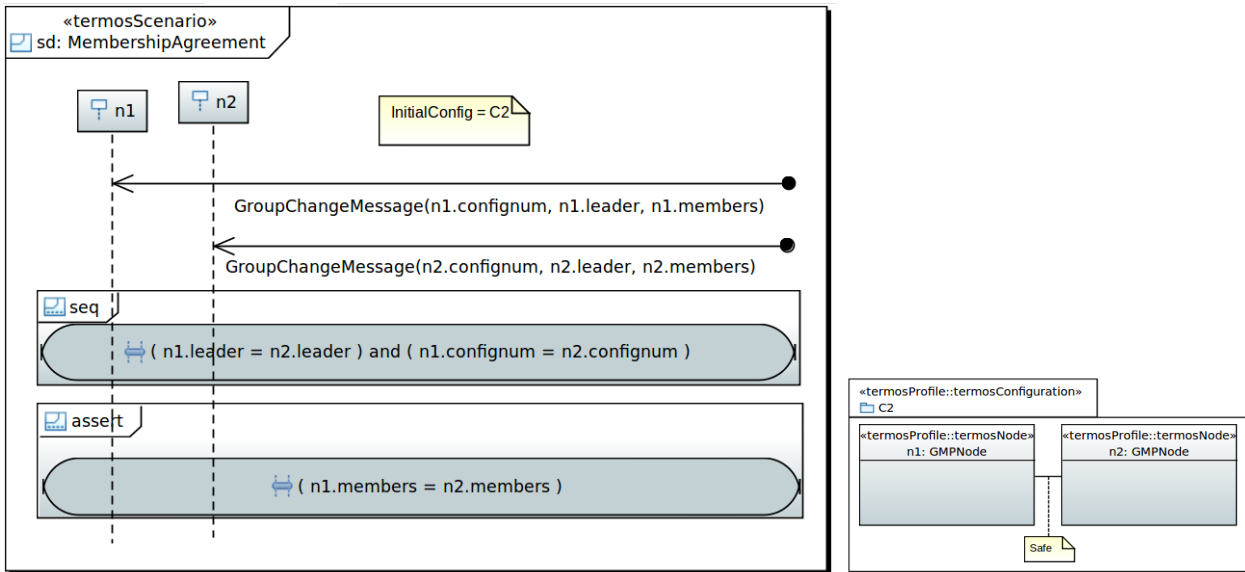 «termosScenario»
sd: MembershipAgreement
n1
n2
InitialConfig = C2
GroupChangeMessage(n1.confignum, n1.leader, n1.members)
GroupChangeMessage(n2.confignum, n2.leader, n2.members)
seq
( n1.leader = n2.leader ) and ( n1.confignum = n2.confignum )
assert
( n1.members = n2.members )
«termosProfile::termosConfiguration»
C2
«termosProfile::termosNode»
n1: GMPNode
«termosProfile::termosNode»
n2: GMPNode
Safe